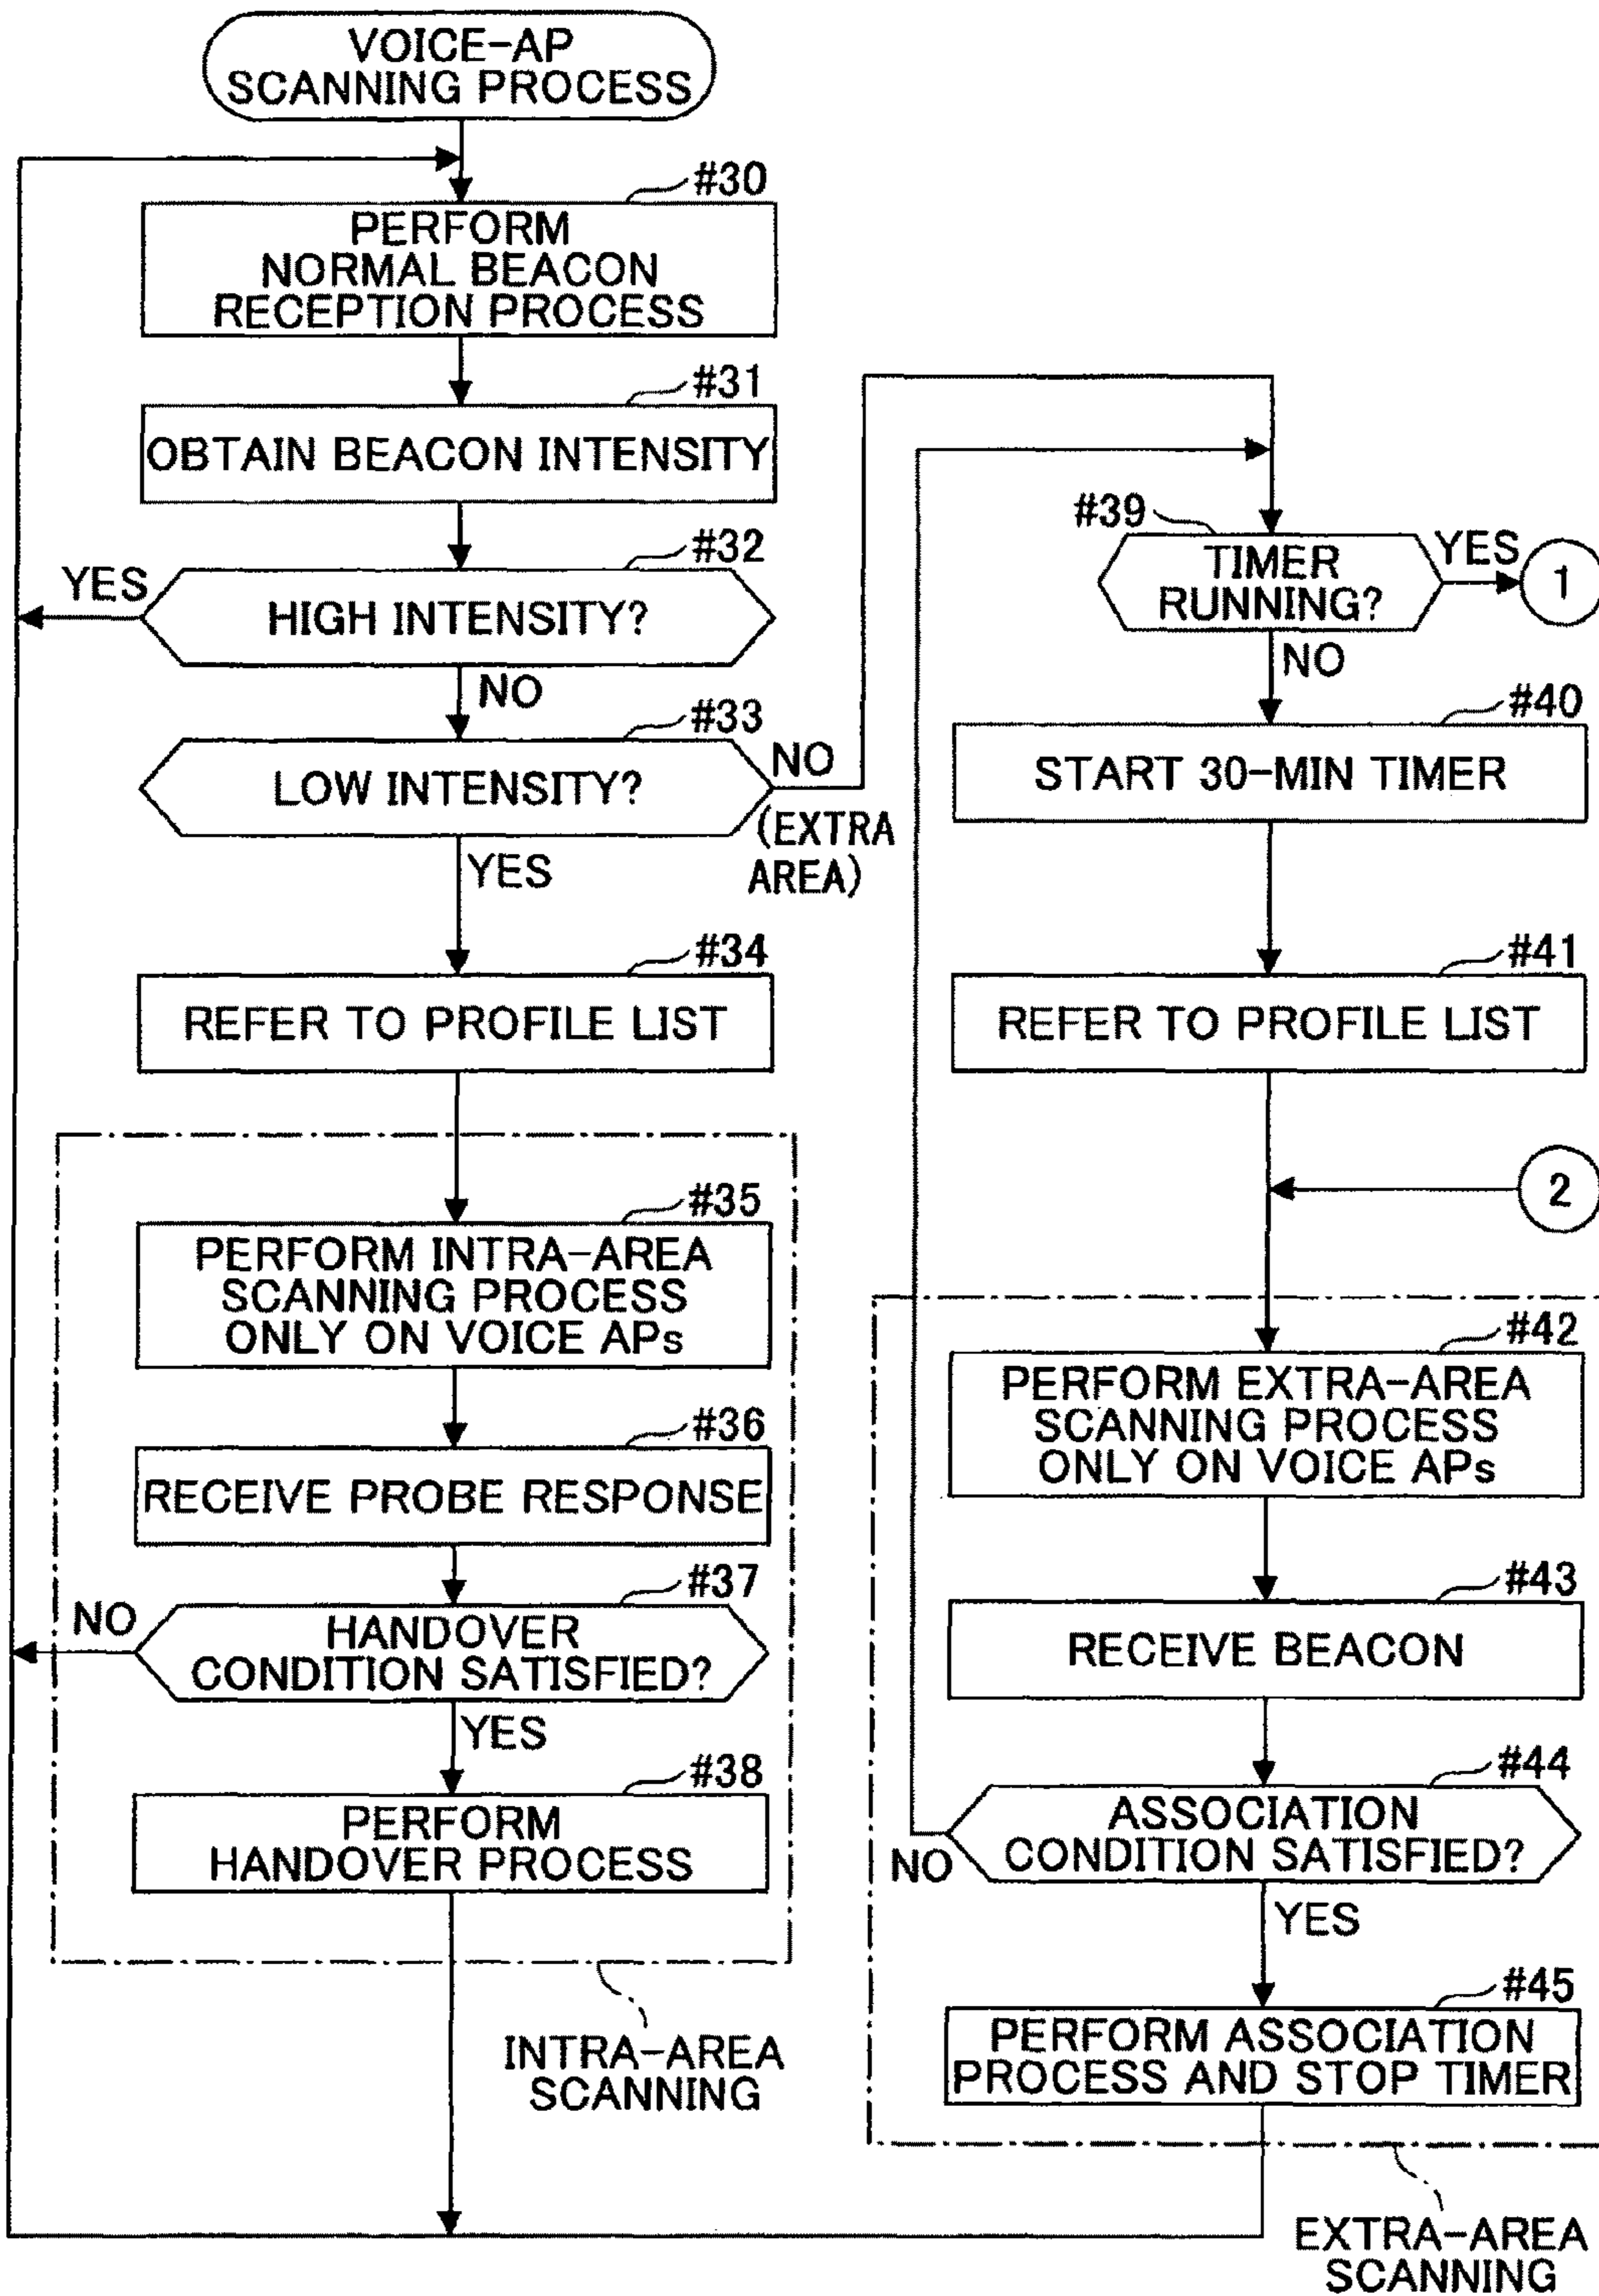 VOICE-AP
SCANNING PROCESS
#30
PERFORM
NORMAL BEACON
RECEPTION PROCESS
#31
OBTAIN BEACON INTENSITY
#32
YES
HIGH INTENSITY?
NO
#33
LOW INTENSITY?
NO
(EXTRA
AREA)
YES
#34
REFER TO PROFILE LIST
#35
PERFORM INTRA-AREA
SCANNING PROCESS
ONLY ON VOICE APs
#36
RECEIVE PROBE RESPONSE
#37
NO
HANDOVER
CONDITION SATISFIED?
YES
#38
PERFORM
HANDOVER PROCESS
INTRA-AREA
SCANNING
#39
TIMER
RUNNING?
YES
1
NO
#40
START 30-MIN TIMER
#41
REFER TO PROFILE LIST
2
#42
PERFORM EXTRA-AREA
SCANNING PROCESS
ONLY ON VOICE APs
#43
RECEIVE BEACON
#44
ASSOCIATION
CONDITION SATISFIED?
NO
YES
#45
PERFORM ASSOCIATION
PROCESS AND STOP TIMER
EXTRA-AREA
SCANNING